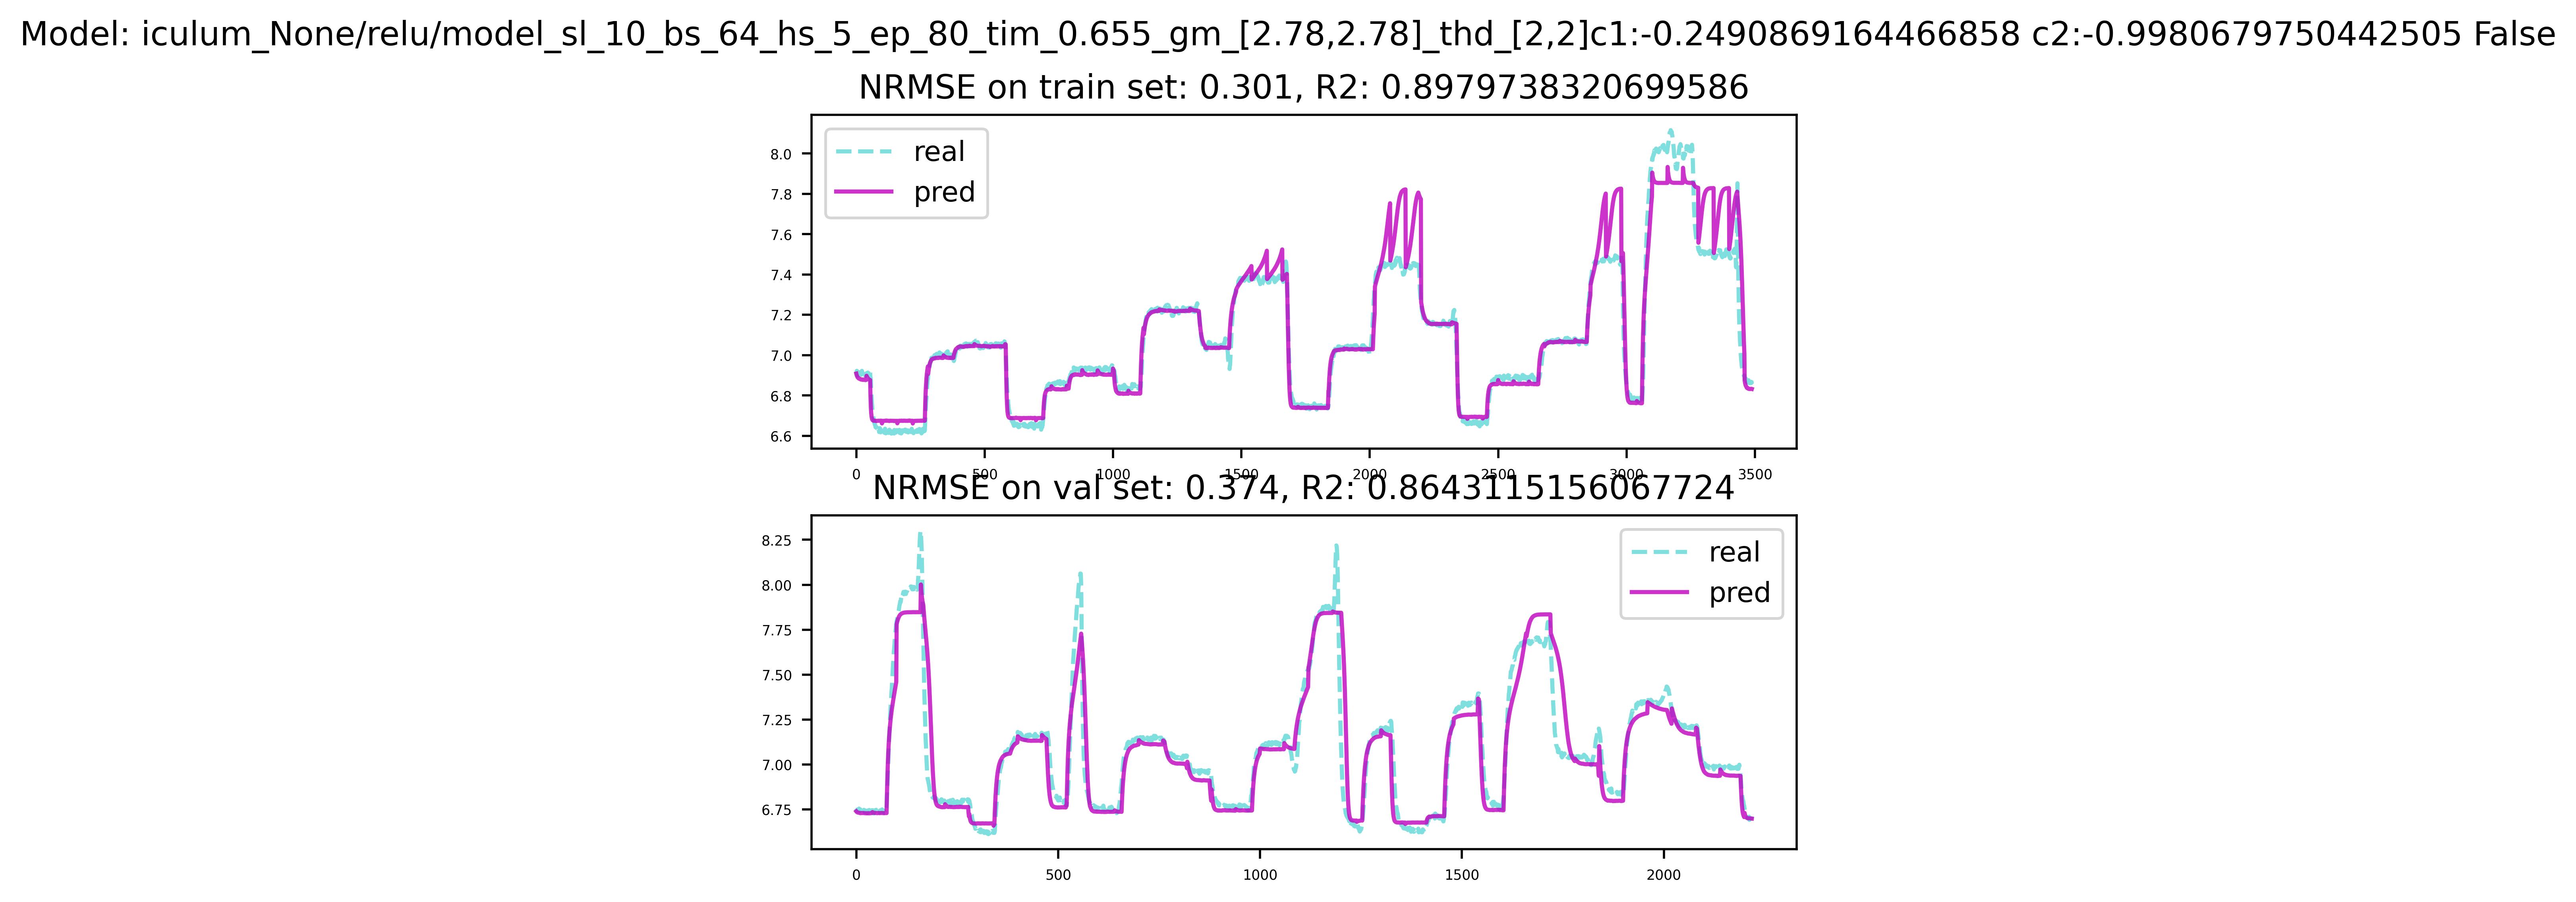 Model: iculum_None/relu/model_sl_10_bs_64_hs_5_ep_80_tim_0.655_gm_[2.78,2.78]_thd_[2,2]c1:-0.2490869164466858 c2:-0.9980679750442505 False
NRMSE on train set: 0.301, R2: 0.8979738320699586
real
pred
8.0
7.8
7.6
7.4
7.2
7.0
6.8
6.6
0 500 1000 1500 2000 2500 3000 3500
NRMSE on val set: 0.374, R2: 0.8643115156067724
real
pred
8.25
8.00
7.75
7.50
7.25
7.00
6.75
0 500 1000 1500 2000